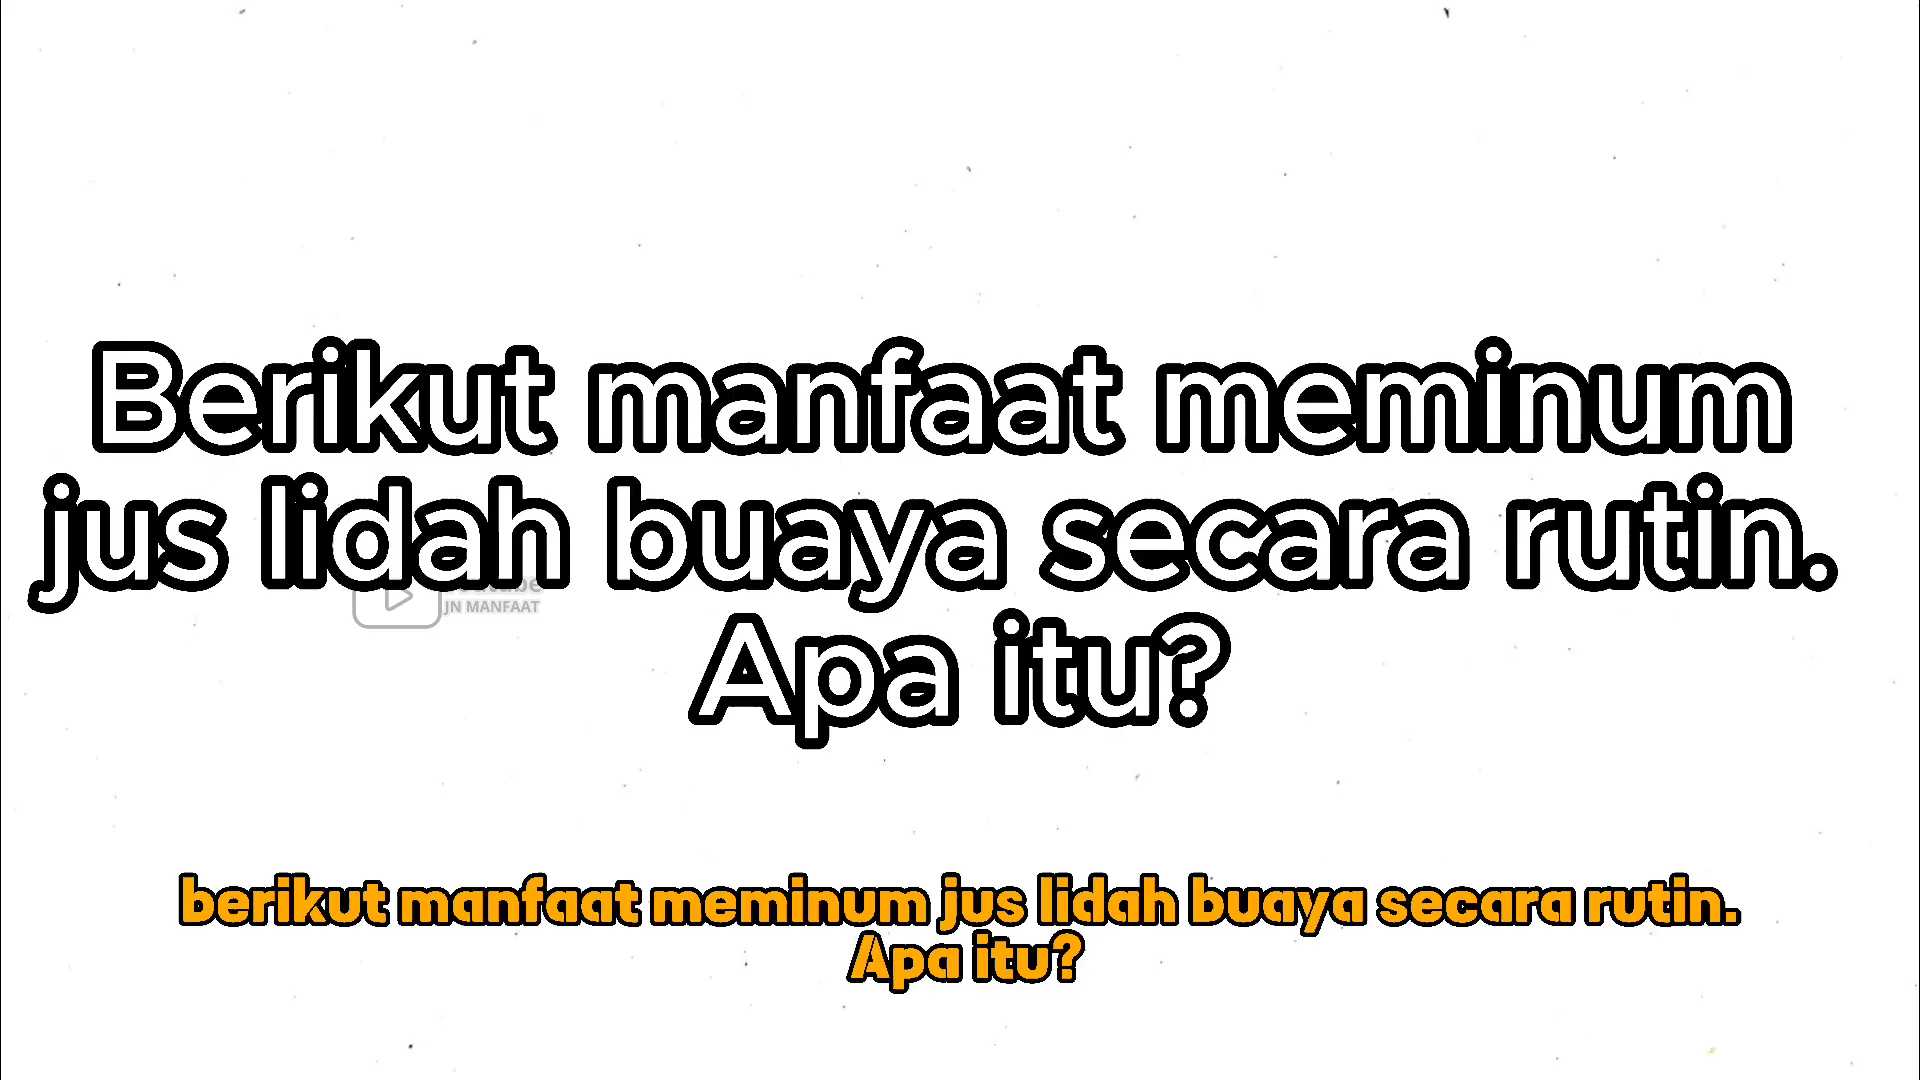 Berikut manfaat meminum
jus lidah buaya secara rutin.
JN MANFAAT
Apa itu?
berikut manfaat meminum jus lidah buaya secara rutin.
Apa itu?